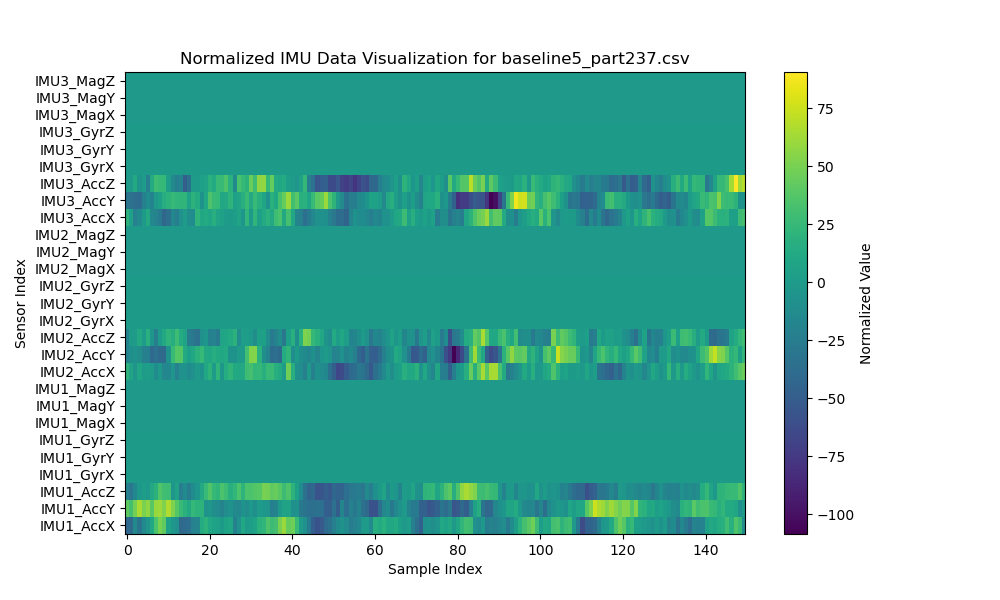 Normalized IMU Data Visualization for baseline5_part237.csv
IMU3_MagZ
IMU3_MagY
IMU3_MagX
IMU3_GyrZ
IMU3_GyrY
IMU3_GyrX
IMU3_AccZ
IMU3_AccY
IMU3_AccX
IMU2_MagZ
IMU2_MagY
IMU2_MagX
IMU2_GyrZ
IMU2_GyrY
IMU2_GyrX
IMU2_AccZ
IMU2_AccY
IMU2_AccX
IMU1_MagZ
IMU1_MagY
IMU1_MagX
IMU1_GyrZ
IMU1_GyrY
IMU1_GyrX
IMU1_AccZ
IMU1_AccY
IMU1_AccX
Sensor Index
0 20 40 60 80 100 120 140
Sample Index
75
50
25
0
−25
−50
−75
−100
Normalized Value